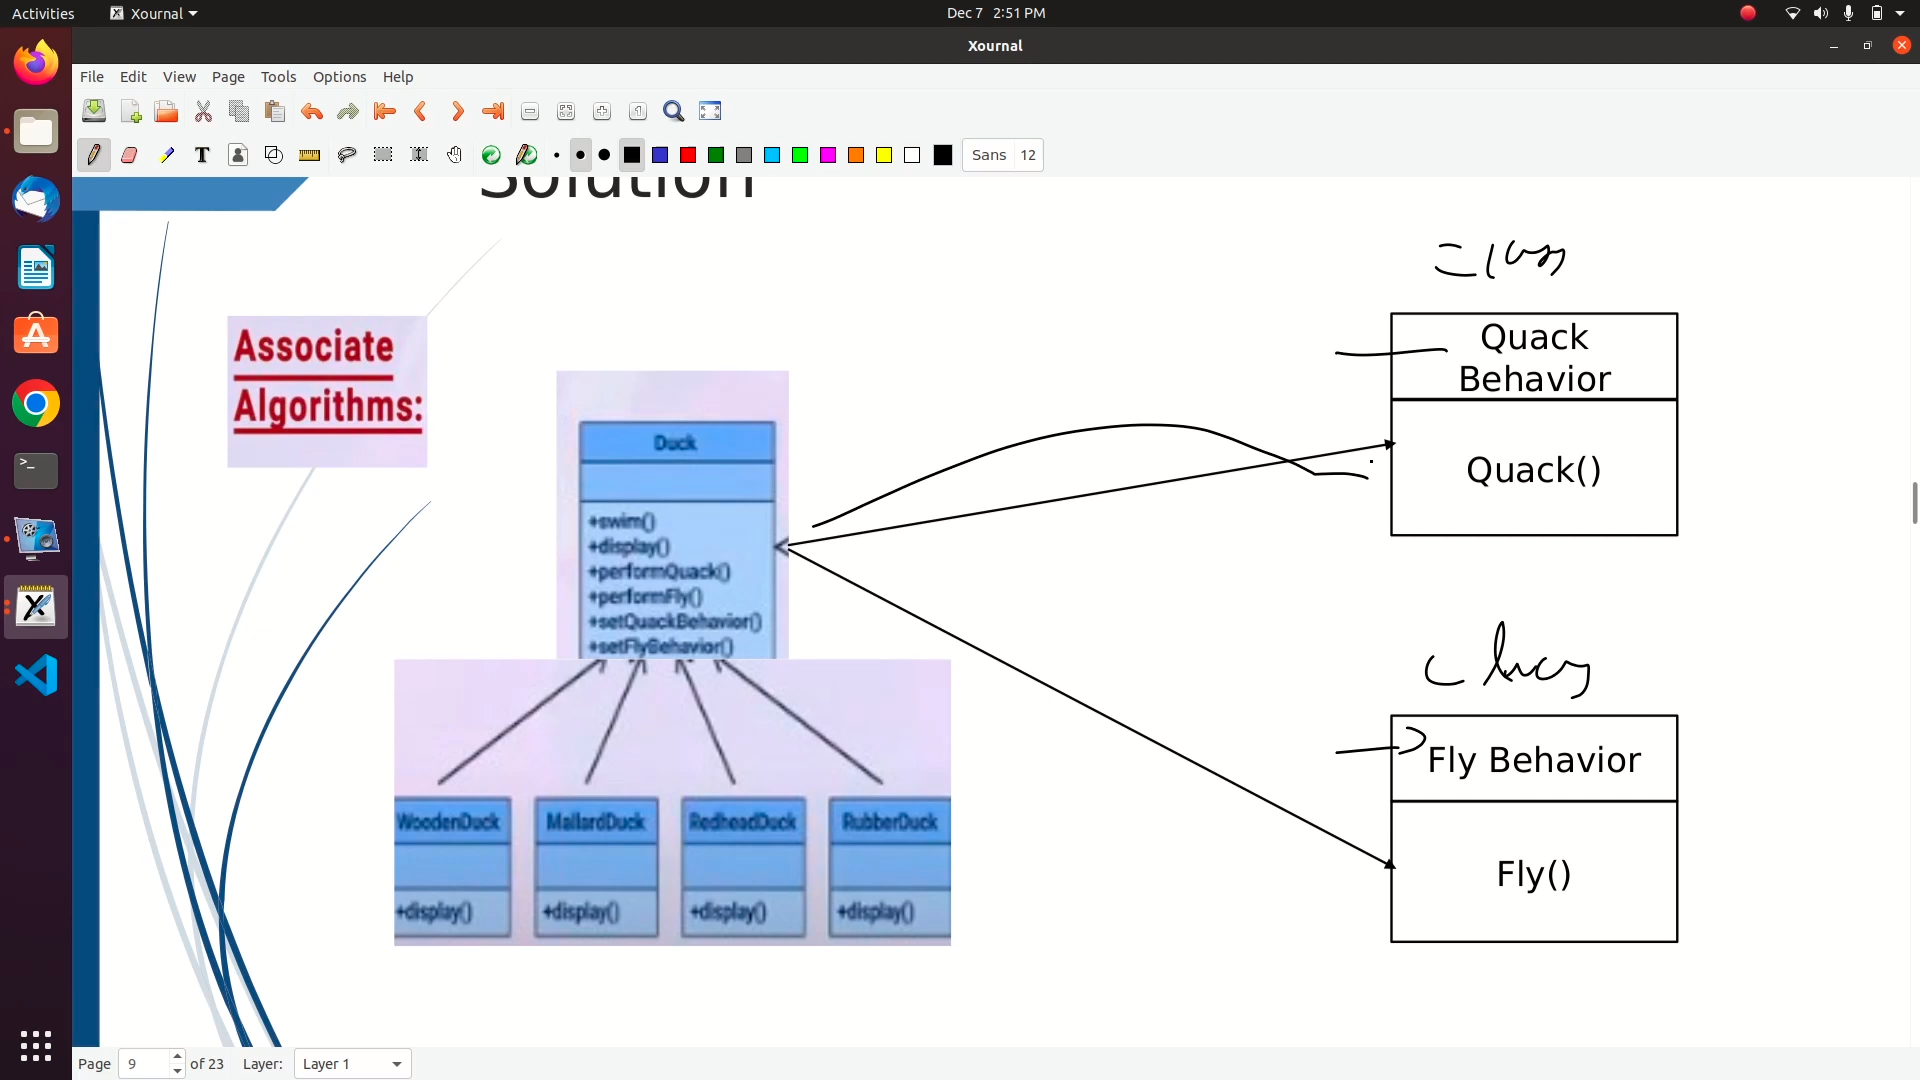 Activities
Xournal
Dec 7 2:51 PM
Xournal
File Edit View Page Tools Options Help
Sans 12
Solution
class
Associate
Algorithms:
Quack
Behavior
Quack()
Duck
+swim()
+display()
+performQuack()
+performFly()
+setQuackBehavior()
+setFlyBehavior()
WoodenDuck
+display()
MallardDuck
+display()
RedheadDuck
+display()
RubberDuck
+display()
Fly Behavior
Fly()
Page 9 of 23 Layer: Layer 1